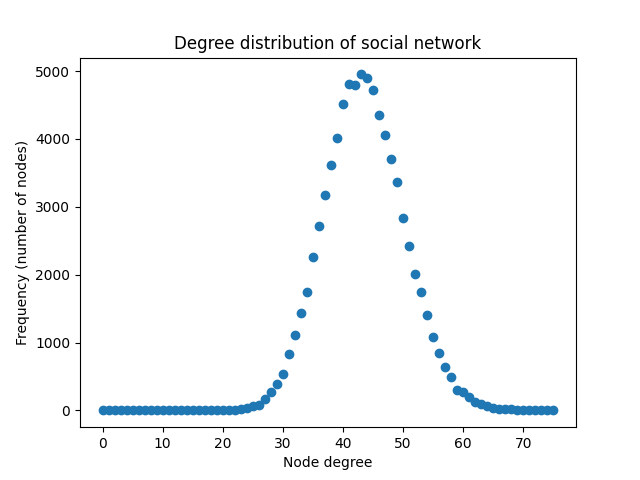 Degree distribution of social network
5000
4000
3000
2000
1000
0
Frequency (number of nodes)
0 10 20 30 40 50 60 70
Node degree